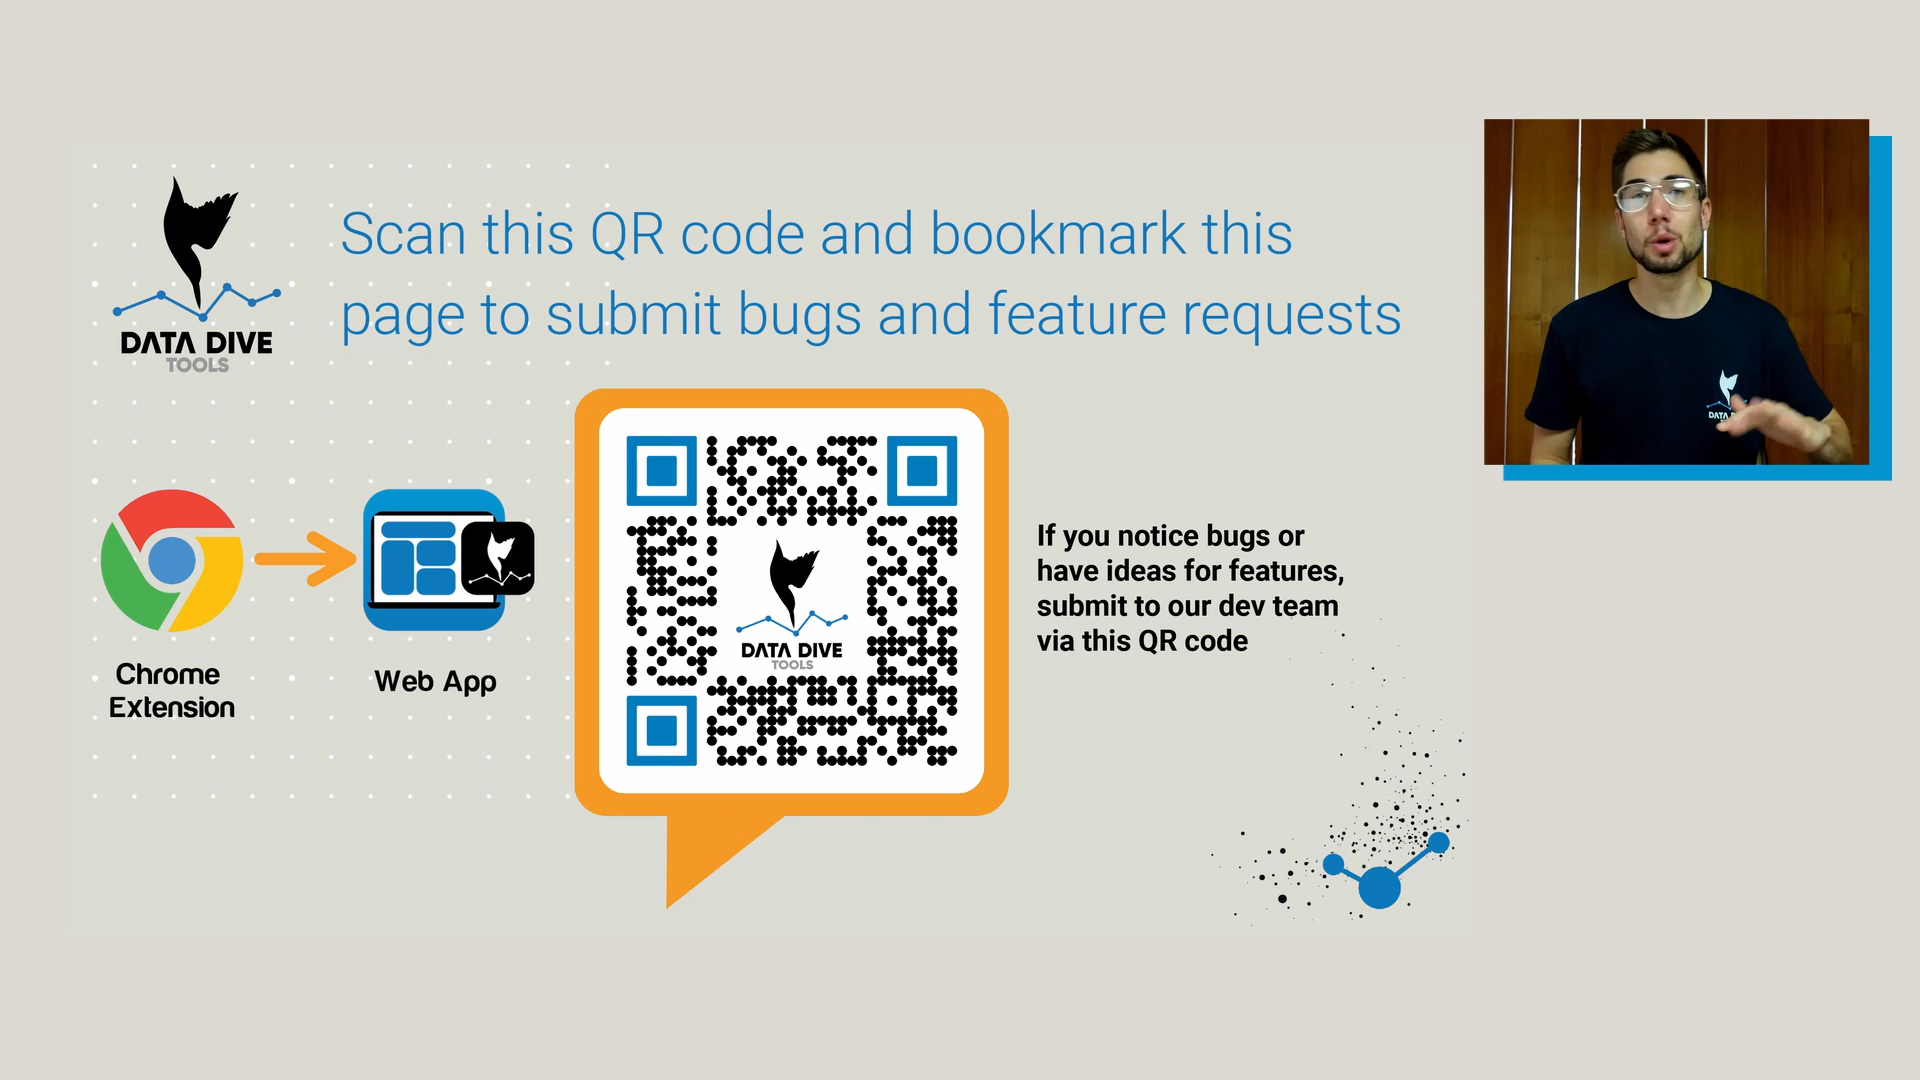 Scan this QR code and bookmark this
page to submit bugs and feature requests
DATA DIVE
TOOLS
Chrome
Extension
Web App
DATA DIVE
TOOLS
If you notice bugs or
have ideas for features,
submit to our dev team
via this QR code